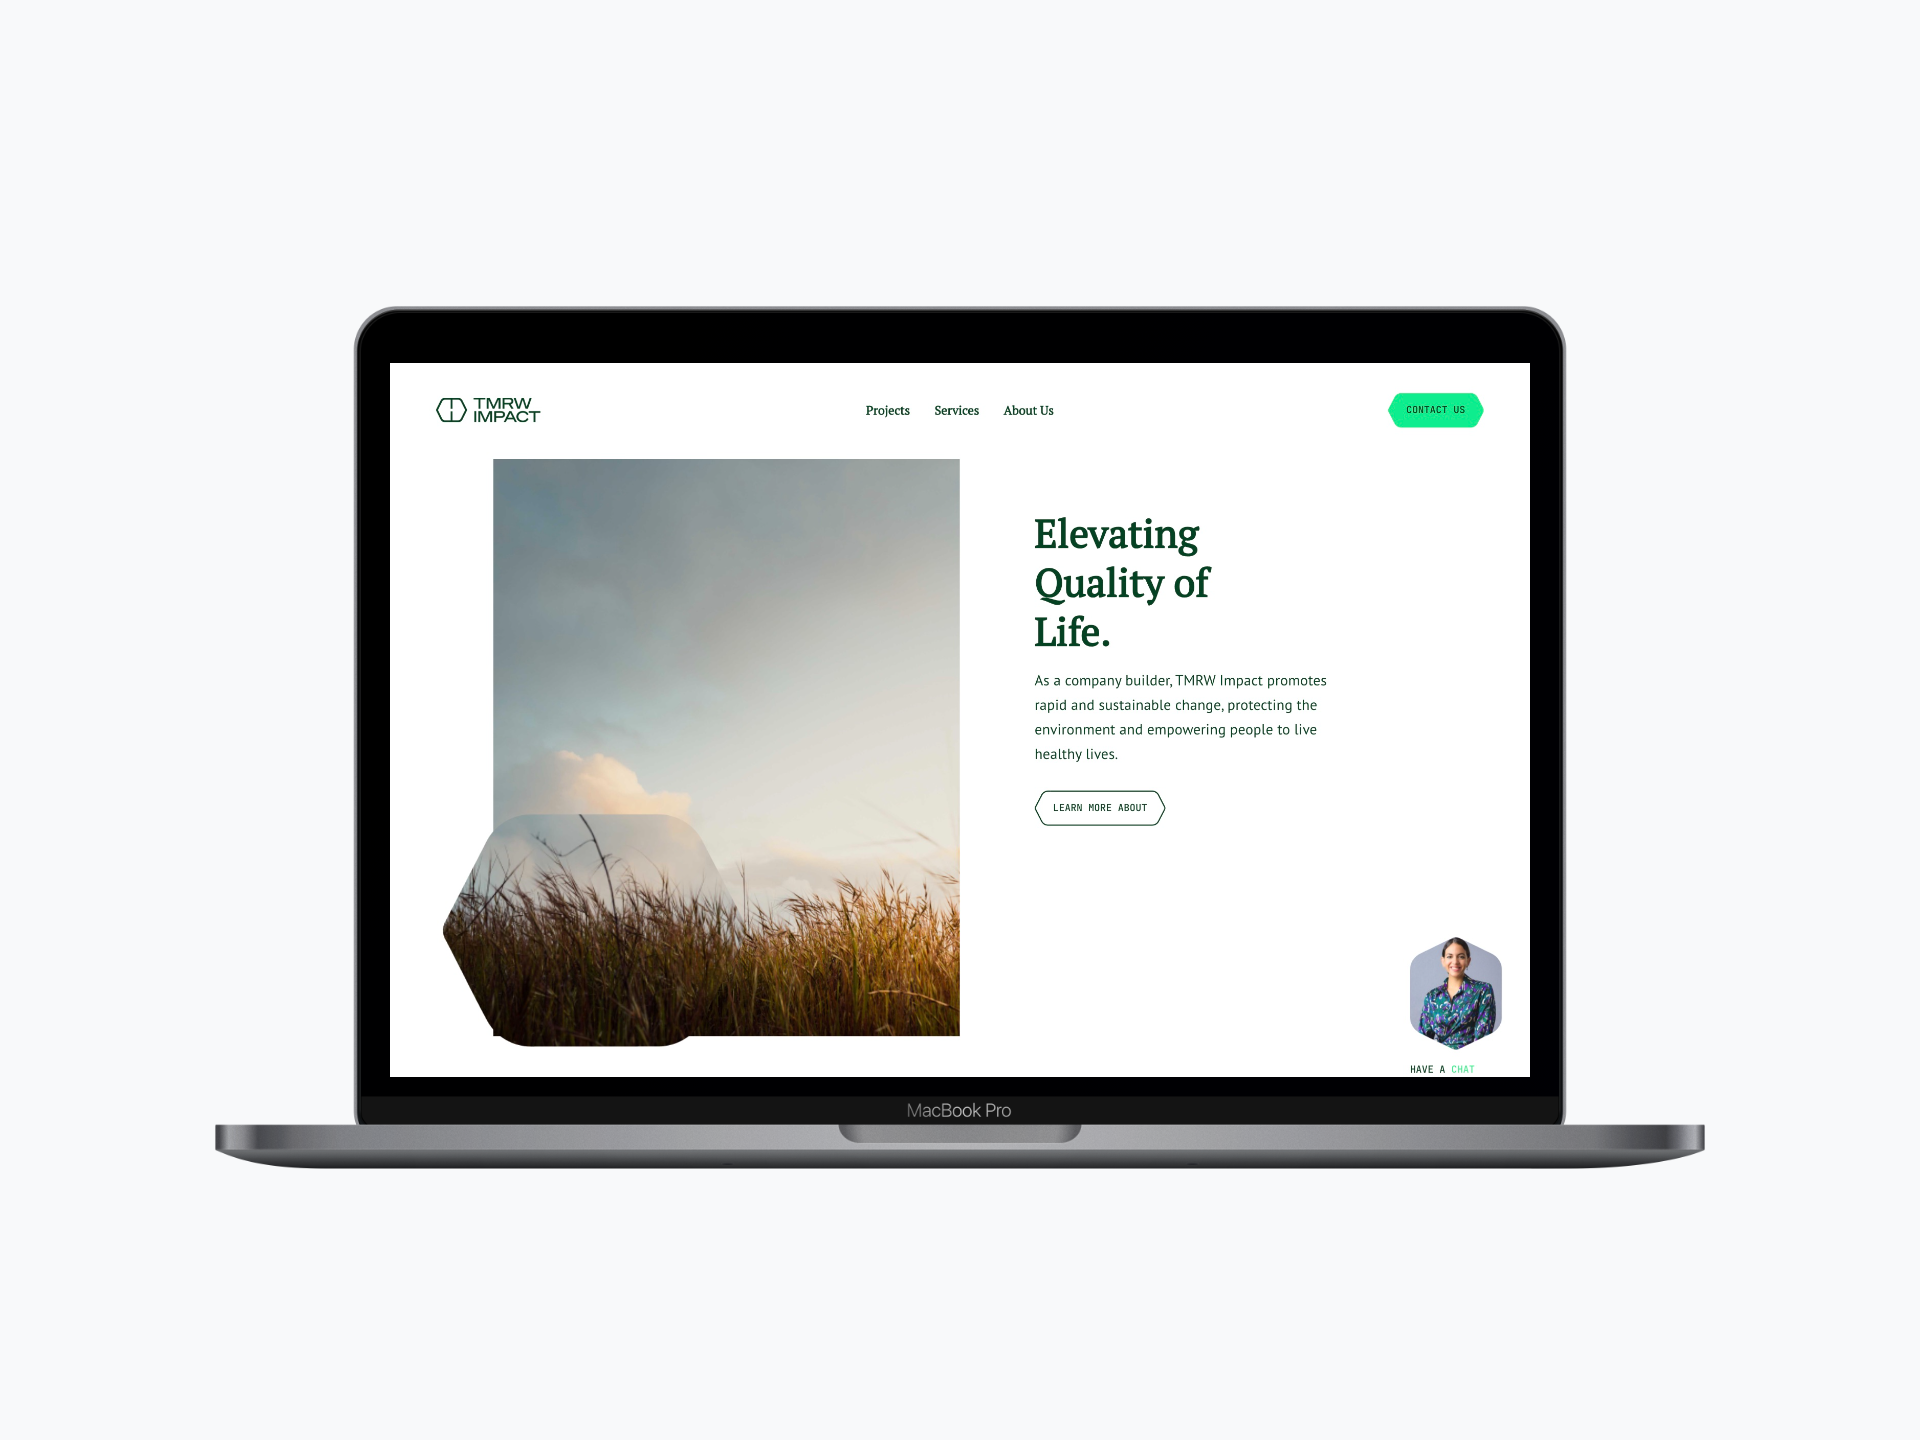 TMRW
IMPACT
Projects
Services
About Us
CONTACT US
Elevating
Quality of
Life.
As a company builder, TMRW Impact promotes
rapid and sustainable change, protecting the
environment and empowering people to live
healthy lives.
LEARN MORE ABOUT
HAVE A CHAT
MacBook Pro